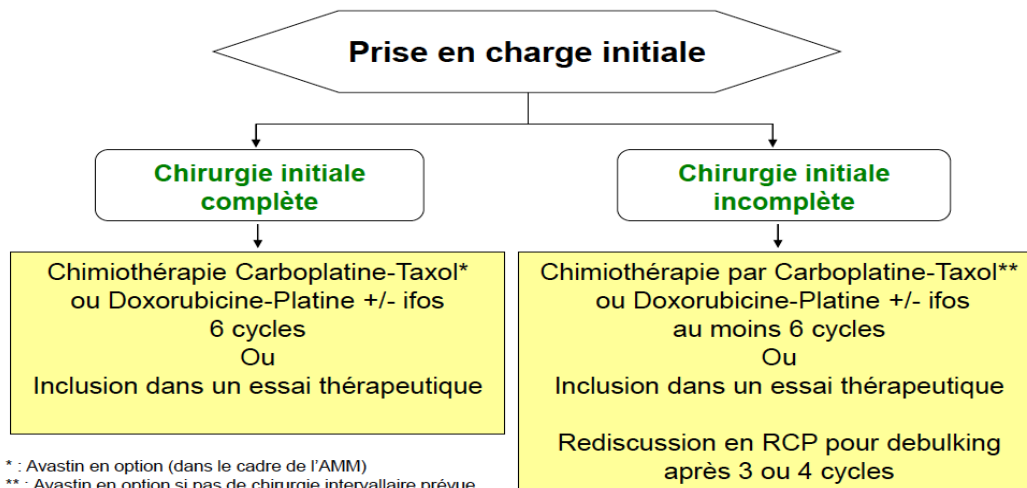 Prise en charge initiale
Chirurgie initiale
complète
Chirurgie initiale
incomplète
Chimiothérapie Carboplatine-Taxol*
ou Doxorubicine-Platine +/- ifos
6 cycles
Ou
Inclusion dans un essai thérapeutique
Chimiothérapie par Carboplatine-Taxol**
ou Doxorubicine-Platine +/- ifos
au moins 6 cycles
Ou
Inclusion dans un essai thérapeutique
Rediscussion en RCP pour debulking
après 3 ou 4 cycles
* : Avastin en option (dans le cadre de l'AMM)
** : Avastin en option si pas de chirurgie intervallaire prévue